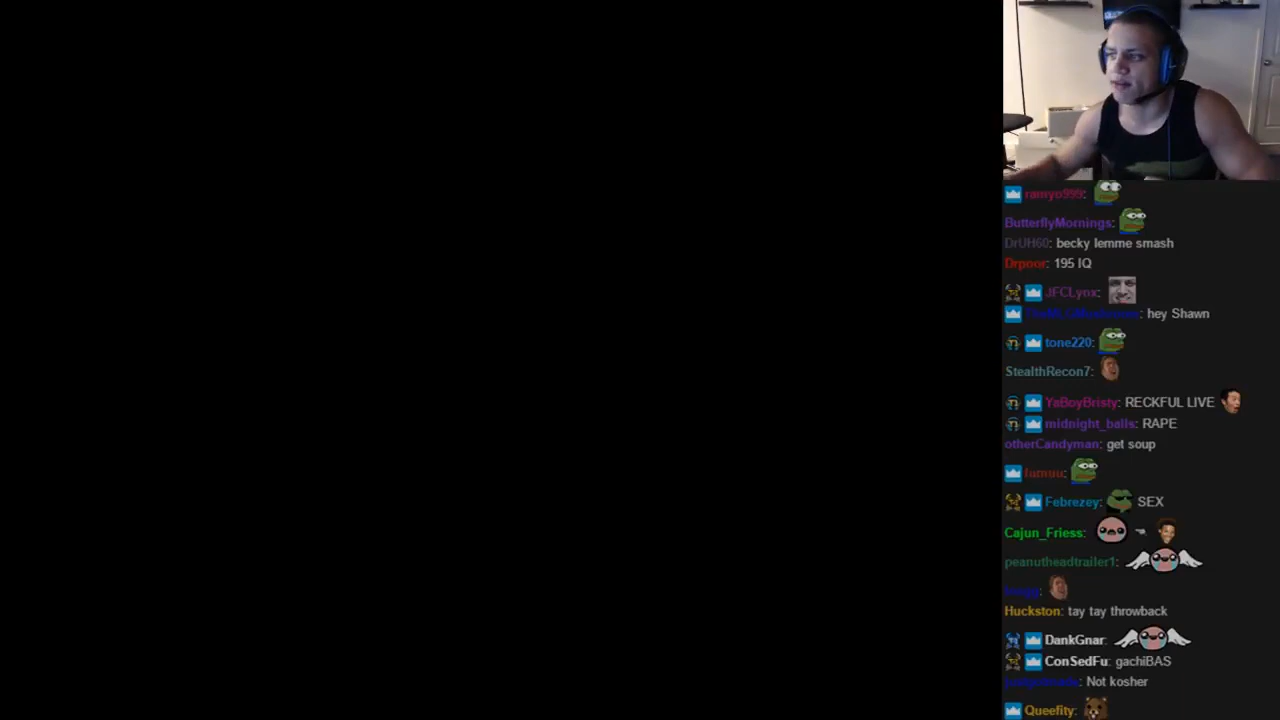 ramyo999:
ButterflyMornings:
DrUH60: becky lemme smash
Drpoor: 195 IQ
JFCLynx:
: hey Shawn
tone220:
StealthRecon7:
YaBoyBristy: RECKFUL LIVE
midnight_balls: RAPE
otherCandyman: get soup
Febrezey: SEX
Cajun_Friess:
peanutheadtrailer1:
Huckston: tay tay throwback
DankGnar:
ConSedFu: gachiBAS
: Not kosher
Queefity: